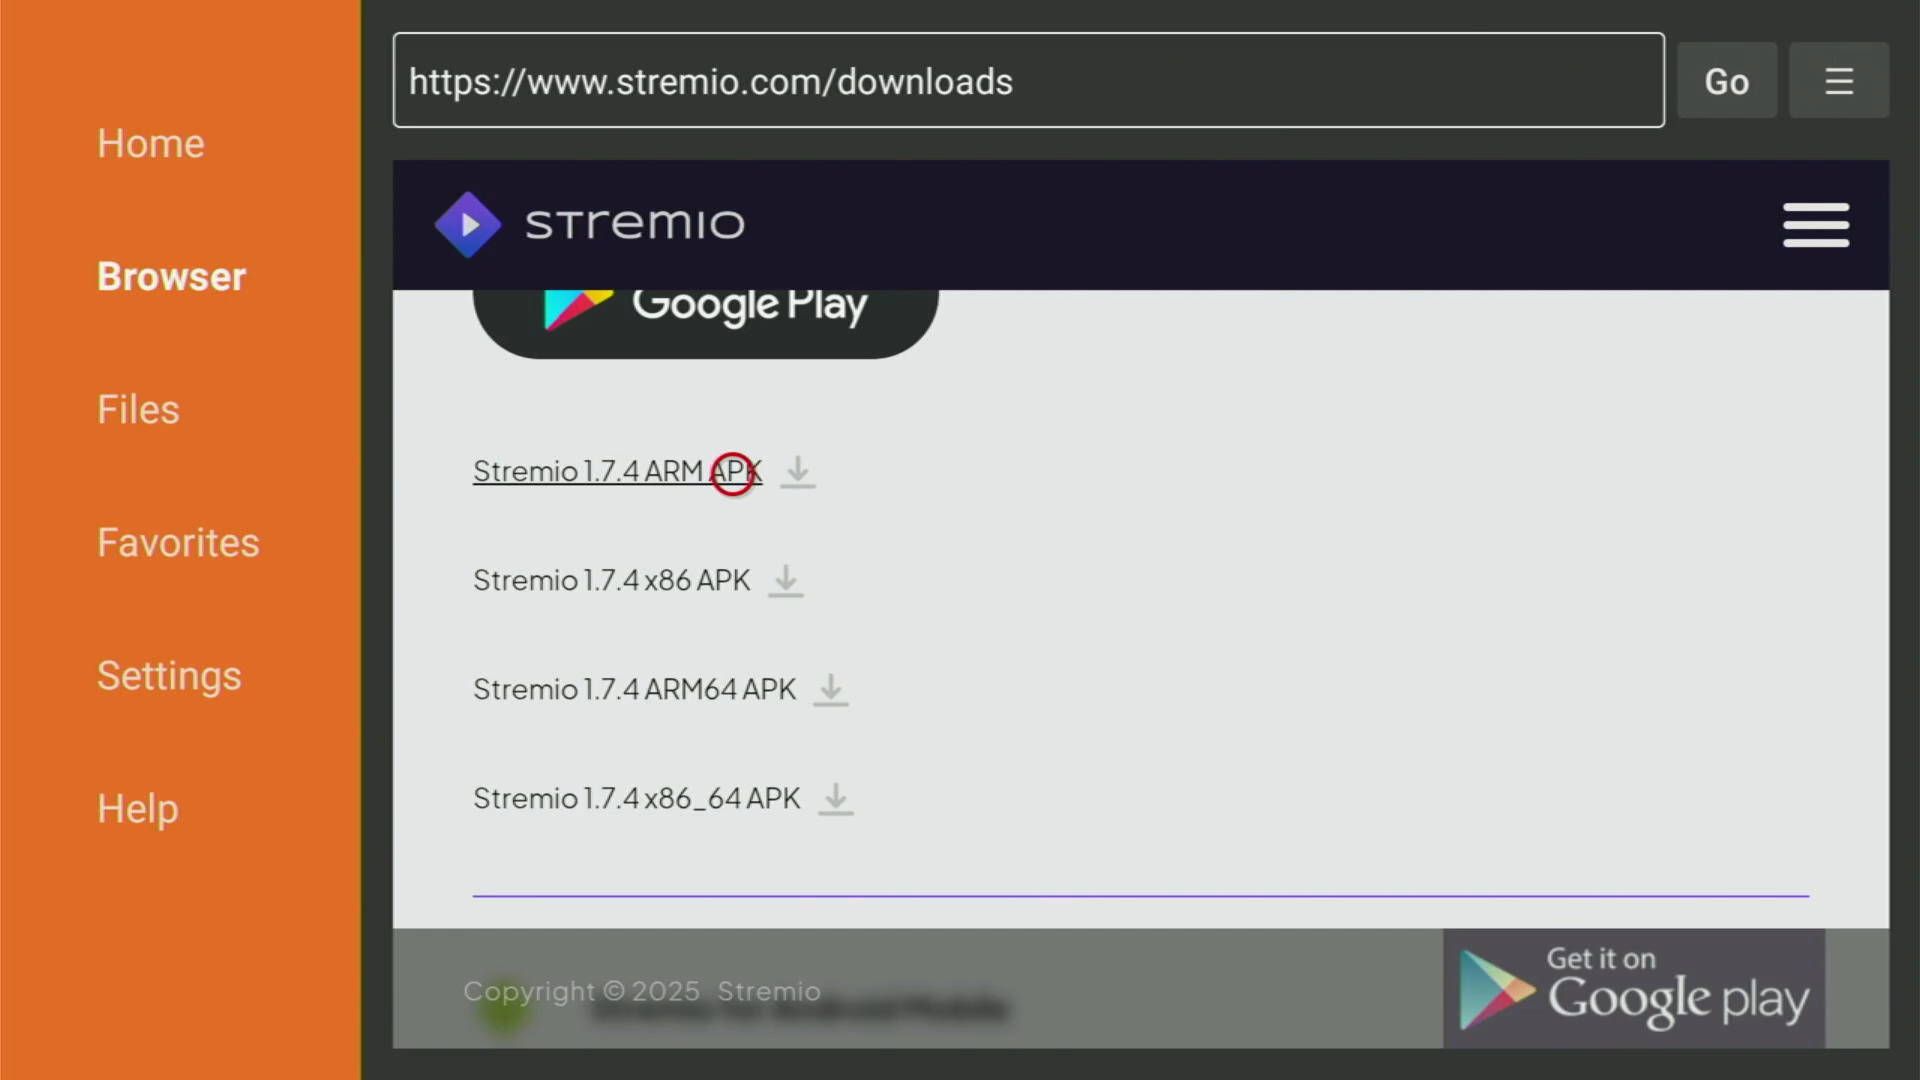 Home
Browser
Files
Favorites
Settings
Help
https://www.stremio.com/downloads
Go
stremio
Google Play
Stremio 1.7.4 ARM APK
Stremio 1.7.4 x86 APK
Stremio 1.7.4 ARM64 APK
Stremio 1.7.4 x86_64 APK
Copyright © 2025 Stremio
Get it on
Google play